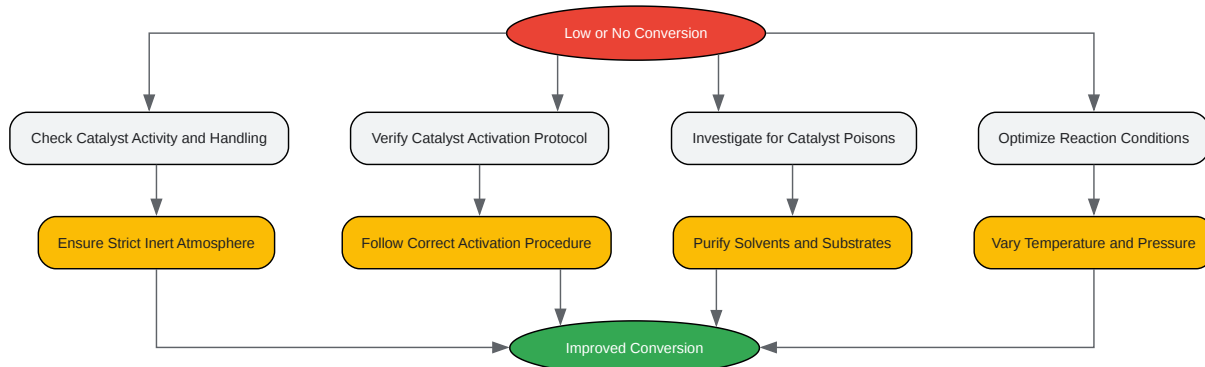 Low or No Conversion
Check Catalyst Activity and Handling
Verify Catalyst Activation Protocol
Investigate for Catalyst Poisons
Optimize Reaction Conditions
Ensure Strict Inert Atmosphere
Follow Correct Activation Procedure
Purify Solvents and Substrates
Vary Temperature and Pressure
Improved Conversion